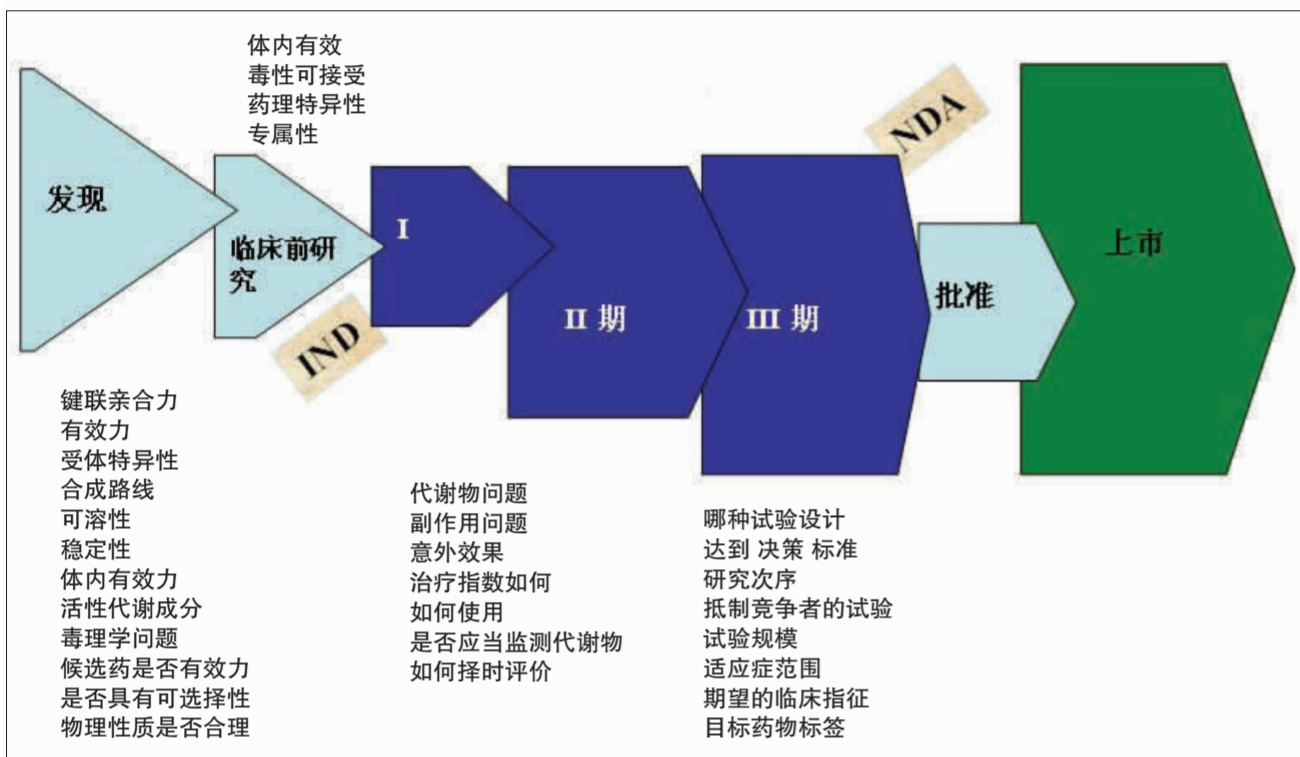 体内有效
毒性可接受
药理特异性
专属性
发现
临床前研
究
IND
I
II 期
III 期
NDA
批准
上市
键联亲合力
有效力
受体特异性
合成路线
可溶性
稳定性
体内有效力
活性代谢成分
毒理学问题
候选药是否有效力
是否具有可选择性
物理性质是否合理
代谢物问题
副作用问题
意外效果
治疗指数如何
如何使用
是否应当监测代谢物
如何择时评价
哪种试验设计
达到 决策 标准
研究次序
抵制竞争者的试验
试验规模
适应症范围
期望的临床指征
目标药物标签